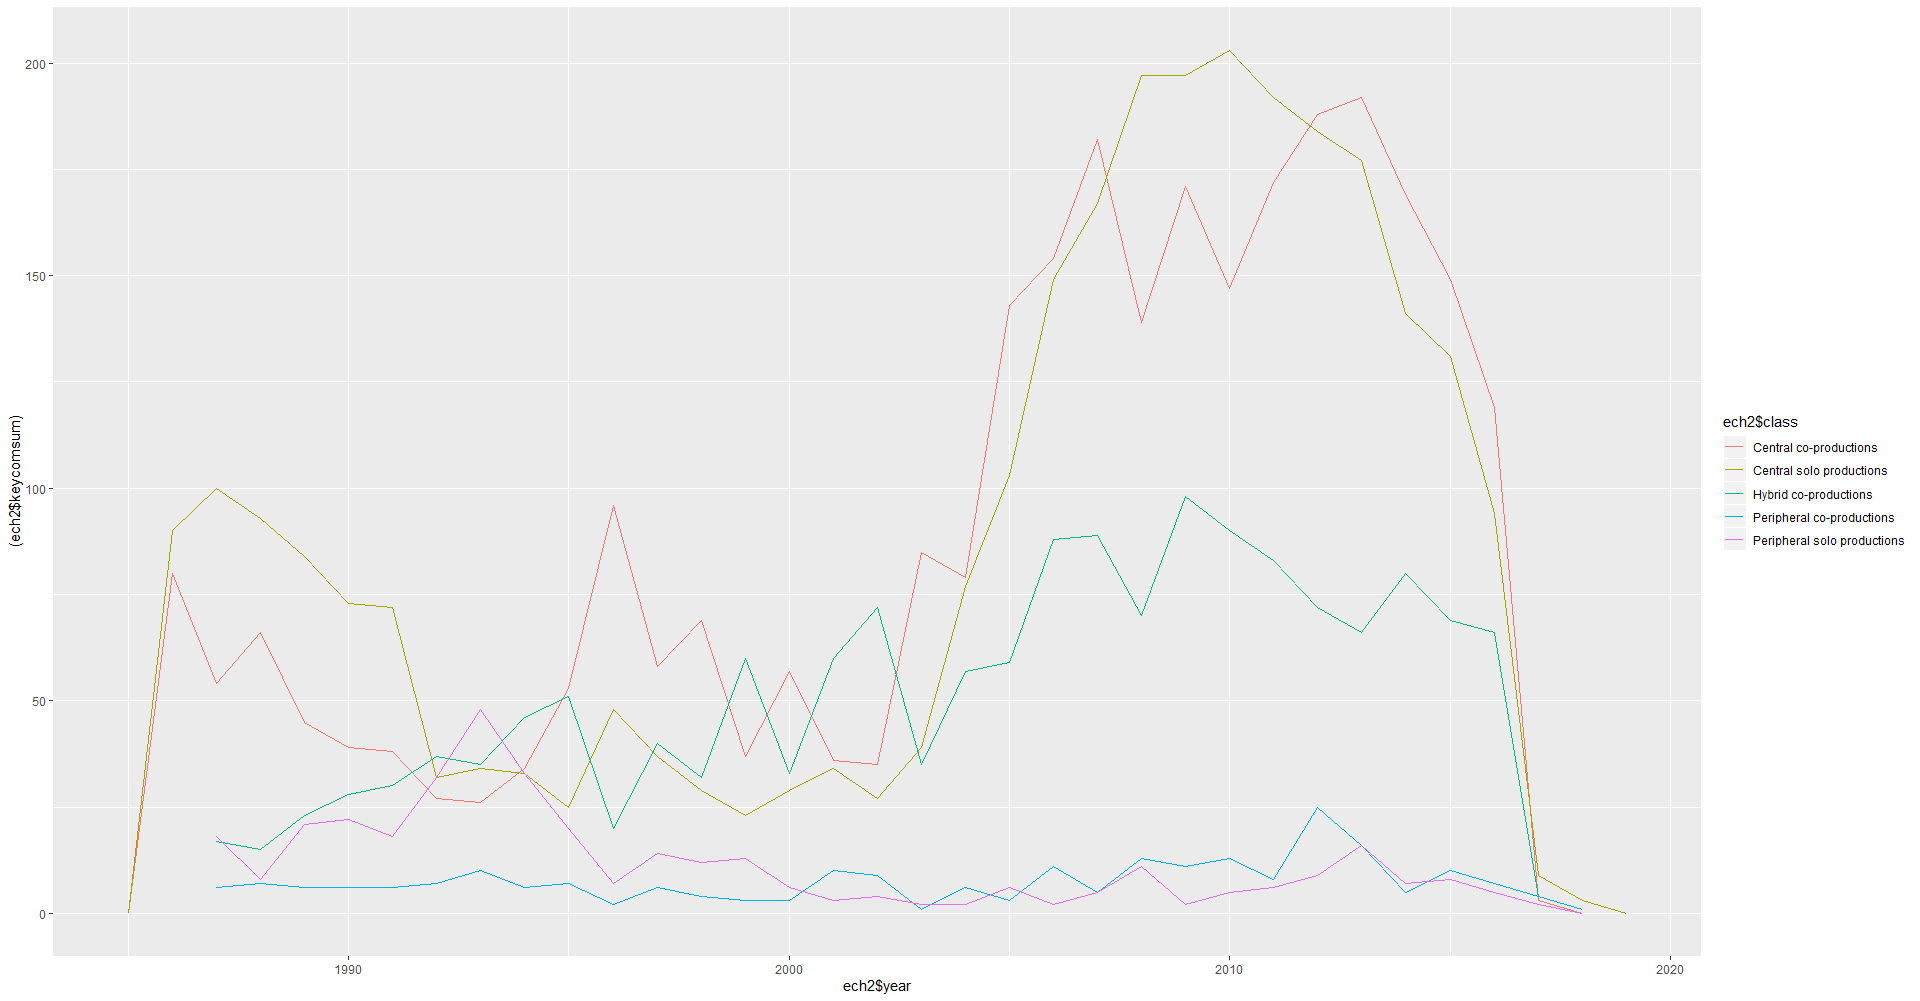 200
150
100
50
0
(ech2$keycomsum)
1990
2000
2010
2020
ech2$year
ech2$class
Central co-productions
Central solo productions
Hybrid co-productions
Peripheral co-productions
Peripheral solo productions